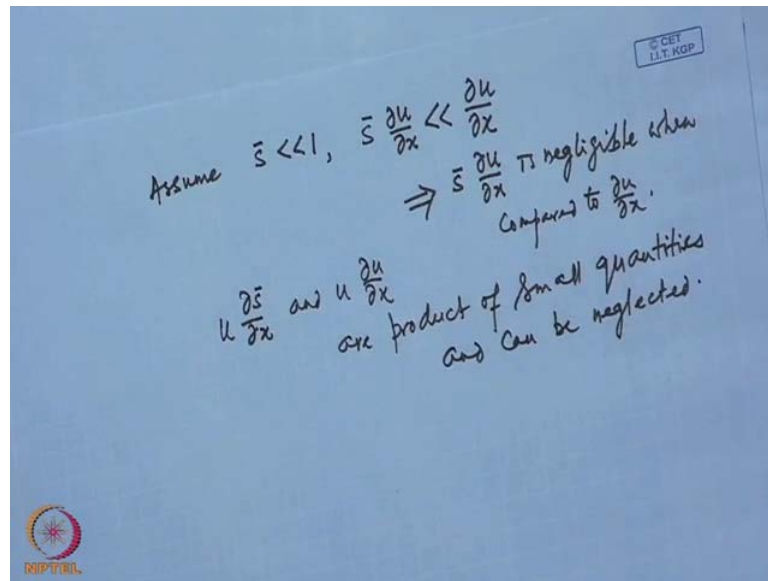 © CET
I.I.T. KGP
Assume s̄ <<1, s̄ ∂u/∂x << ∂u/∂x
⇒ s̄ ∂u/∂x is negligible when
compared to ∂u/∂x.
u ∂s̄/∂x and u ∂u/∂x
are product of small quantities
and can be neglected.
NPTEL